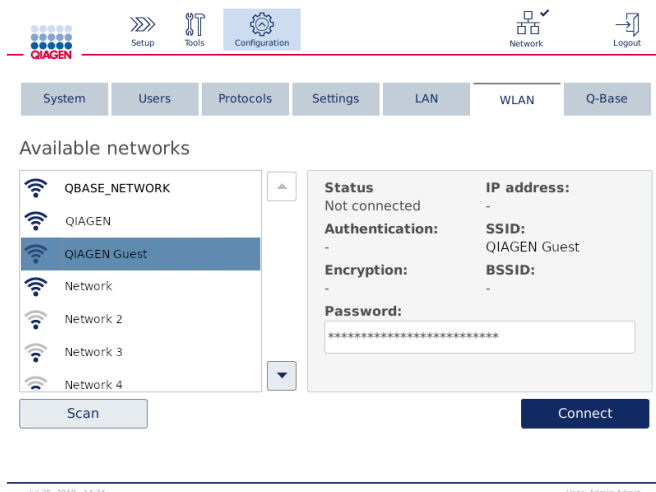 QIAGEN
Setup
Tools
Configuration
Network
Logout
System Users Protocols Settings LAN WLAN Q-Base
Available networks
QBASE_NETWORK
QIAGEN
QIAGEN Guest
Network
Network 2
Network 3
Network 4
Status
Not connected
IP address:
-
Authentication:
-
SSID:
QIAGEN Guest
Encryption:
-
BSSID:
-
Password:
**************************
Scan
Connect